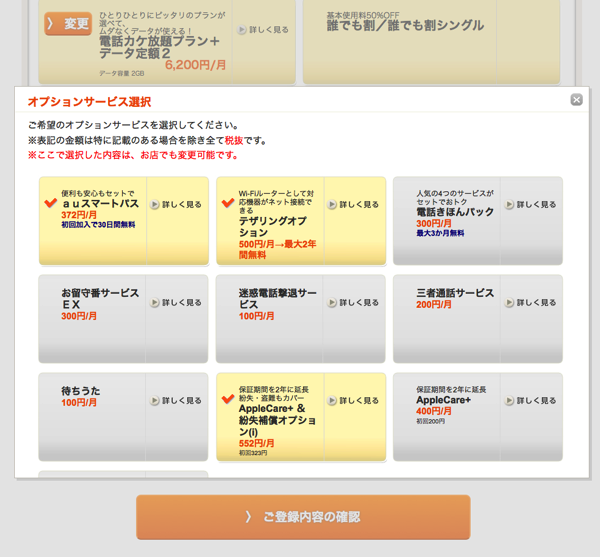 〉 変更
ひとりひとりにピッタリのプランが
選べて、
ムダなくデータが使える！
電話カケ放題プラン＋
データ定額２
6,200円/月
データ容量 2GB
詳しく見る
基本使用料50%OFF
誰でも割／誰でも割シングル
詳しく見る
オプションサービス選択
ご希望のオプションサービスを選択してください。
※表記の金額は特に記載のある場合を除き全て税抜です。
※ここで選択した内容は、お店でも変更可能です。
便利も安心もセットで
ａｕスマートパス
372円/月
初回加入で30日間無料
詳しく見る
Wi-Fiルーターとして対
応機器がネット接続で
きる
テザリングオプ
ション
500円/月→最大2年
間無料
詳しく見る
人気の4つのサービスが
セットでおトク
電話きほんパック
300円/月
最大3か月無料
詳しく見る
お留守番サービス
ＥＸ
300円/月
詳しく見る
迷惑電話撃退サー
ビス
100円/月
詳しく見る
三者通話サービス
200円/月
詳しく見る
待ちうた
100円/月
詳しく見る
保証期間を2年に延長
紛失・盗難もカバー
AppleCare+ ＆
紛失補償オプショ
ン(i)
552円/月
初回323円
詳しく見る
保証期間を2年に延長
AppleCare+
400円/月
初回200円
詳しく見る
〉 ご登録内容の確認